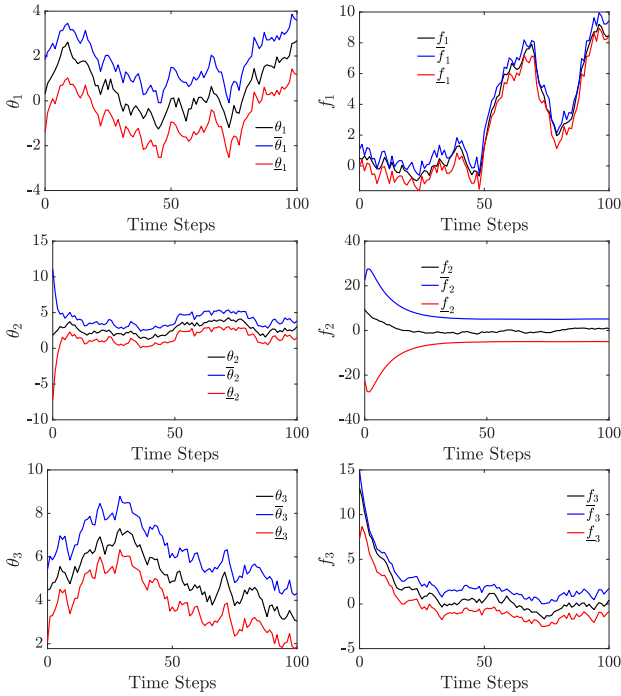 4
2
0
-2
-4
0
50
100
Time Steps
θ₁
θ₁
θ̅₁
θ̲₁
10
8
6
4
2
0
0
50
100
Time Steps
f₁
f₁
f̅₁
f̲₁
15
10
5
0
-5
-10
0
50
100
Time Steps
θ₂
θ₂
θ̅₂
θ̲₂
40
20
0
-20
-40
0
50
100
Time Steps
f₂
f₂
f̅₂
f̲₂
10
8
6
4
2
0
50
100
Time Steps
θ₃
θ₃
θ̅₃
θ̲₃
15
10
5
0
-5
0
50
100
Time Steps
f₃
f₃
f̅₃
f̲₃